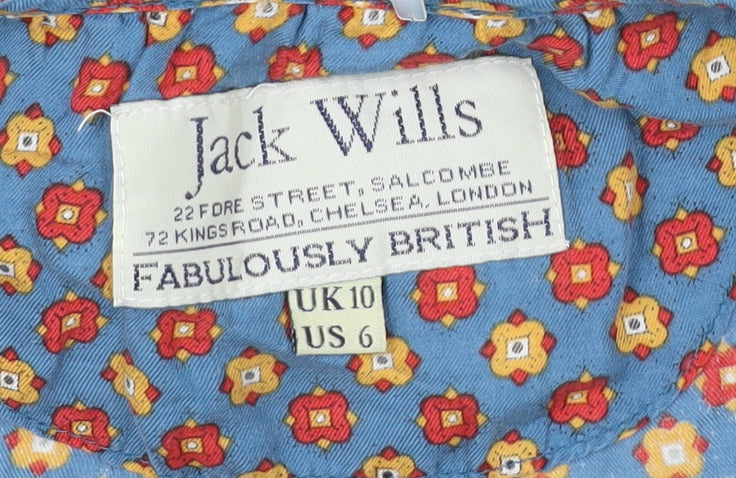 Jack Wills
22 FORE STREET, SALCOMBE
72 KINGS ROAD, CHELSEA, LONDON
FABULOUSLY BRITISH
UK 10
US 6